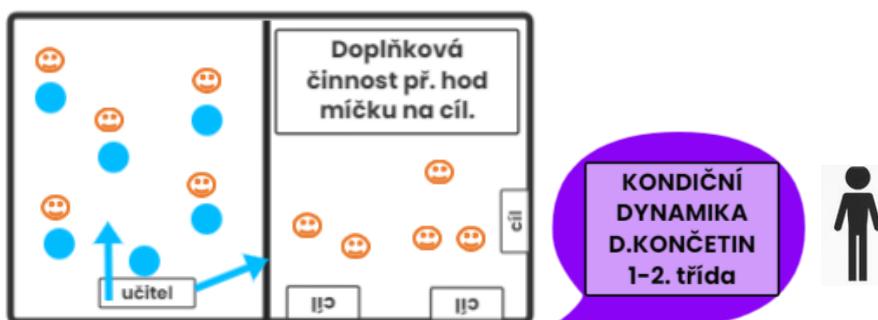 Doplňková
činnost př. hod
míčku na cíl.
učitel
cíl
cíl
cíl
KONDIČNÍ
DYNAMIKA
D.KONČETIN
1-2. třída